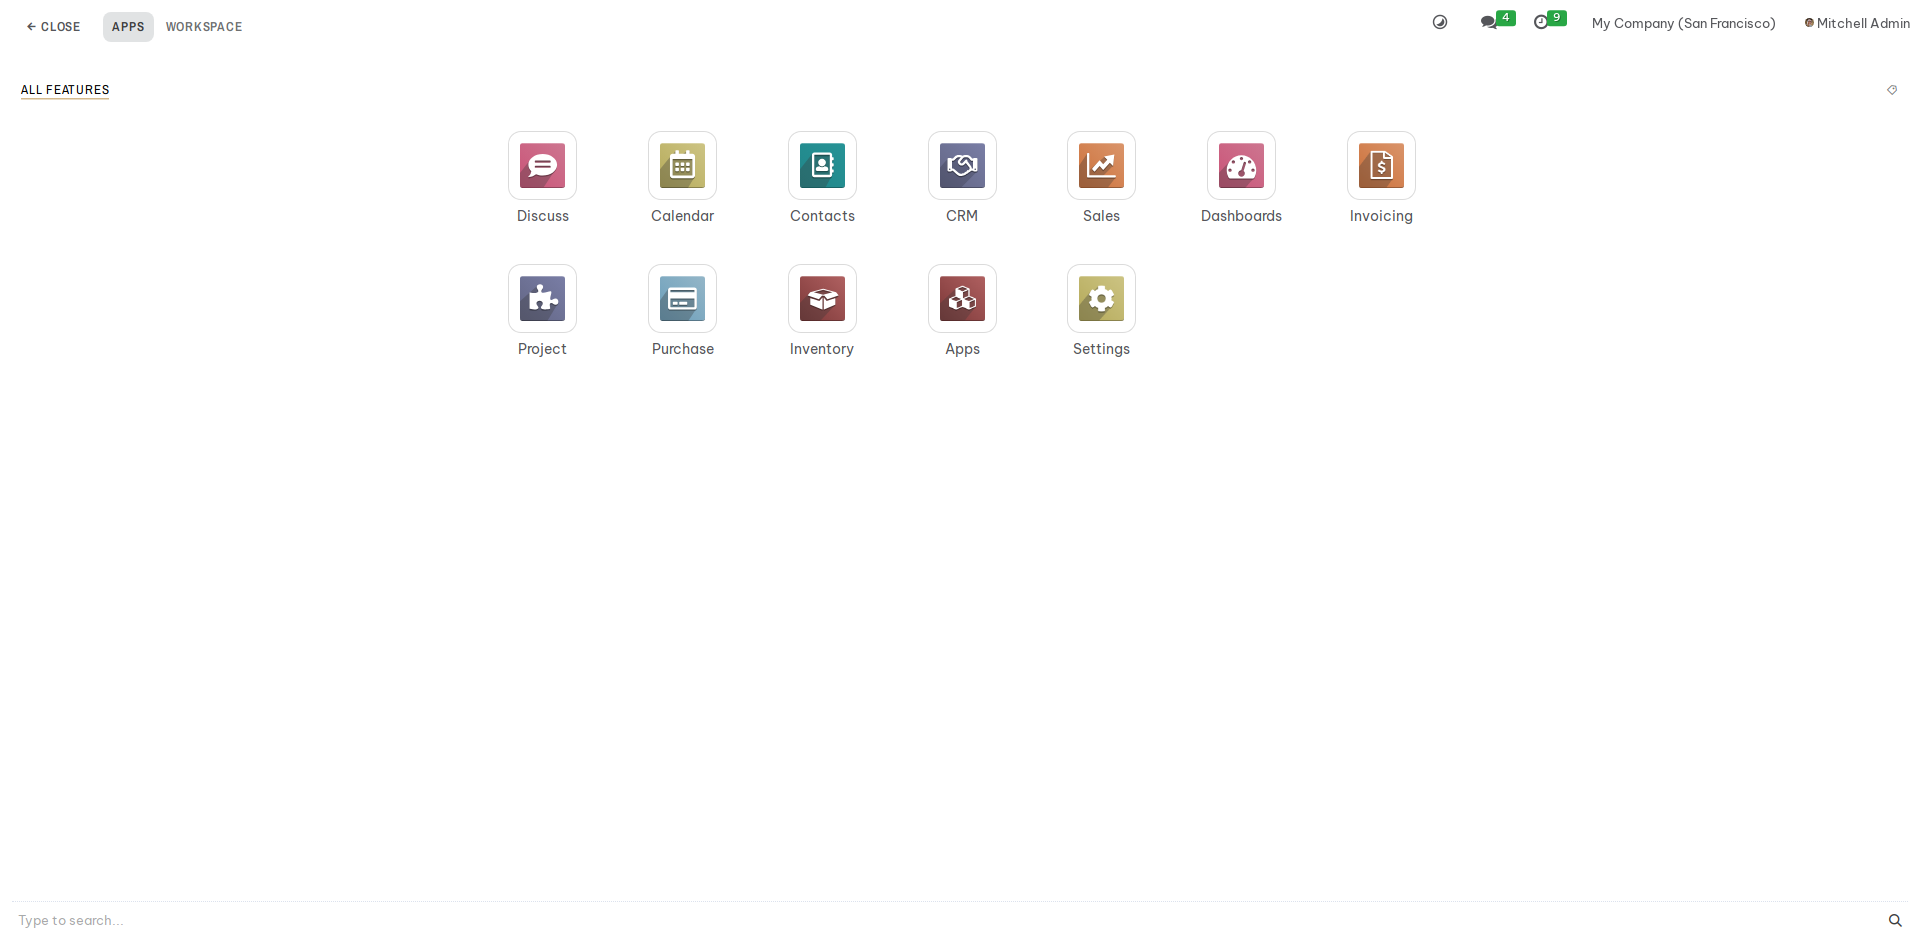 CLOSE APPS WORKSPACE 4 9 My Company (San Francisco) Mitchell Admin
ALL FEATURES
Discuss Calendar Contacts CRM Sales Dashboards Invoicing
Project Purchase Inventory Apps Settings
Type to search...